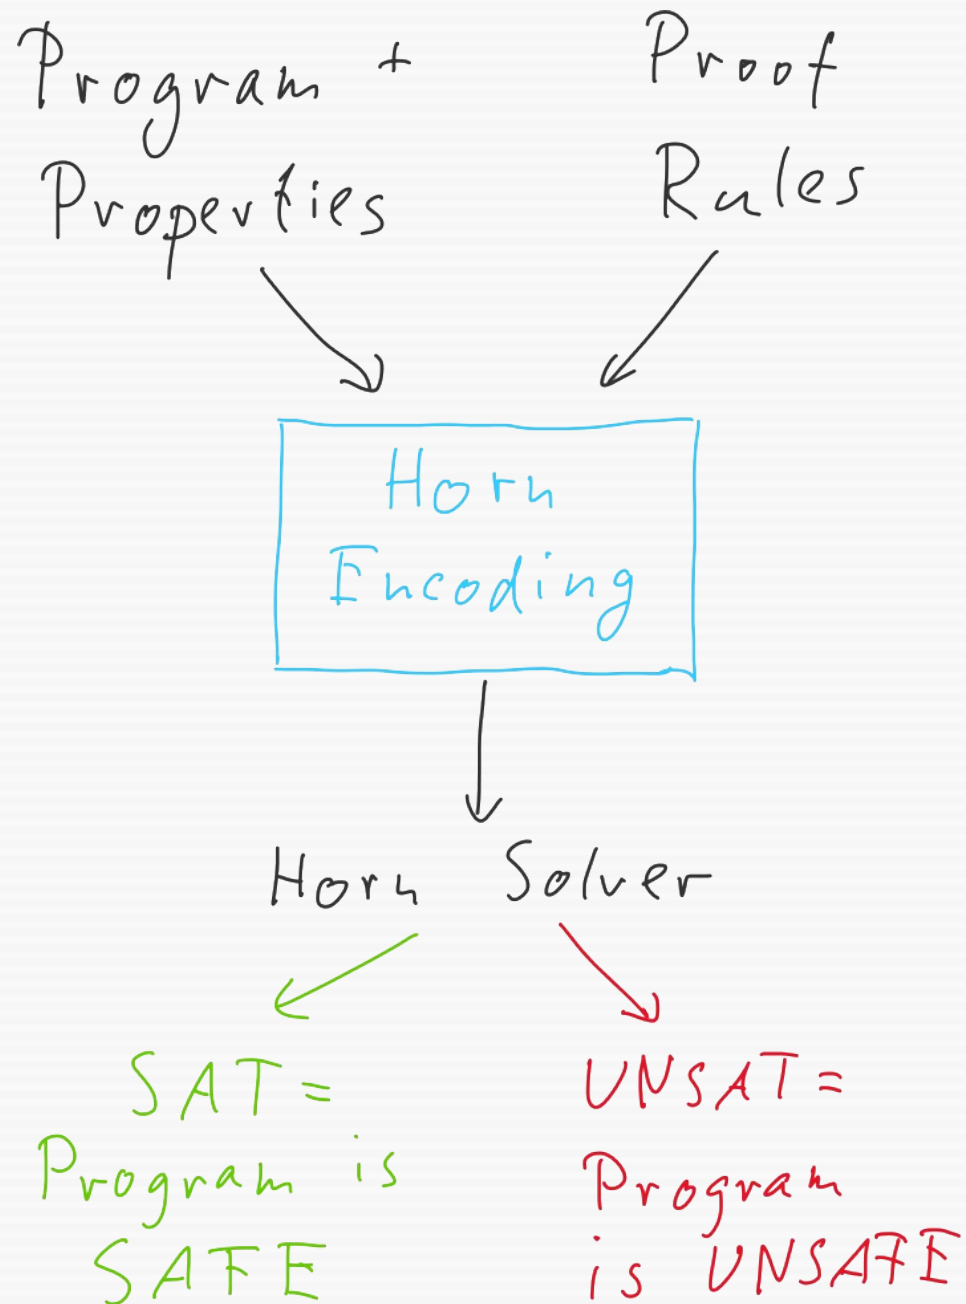 Program +
Properties
Proof
Rules
Horn
Encoding
Horn Solver
SAT =
Program is
SAFE
UNSAT =
Program
is UNSAFE